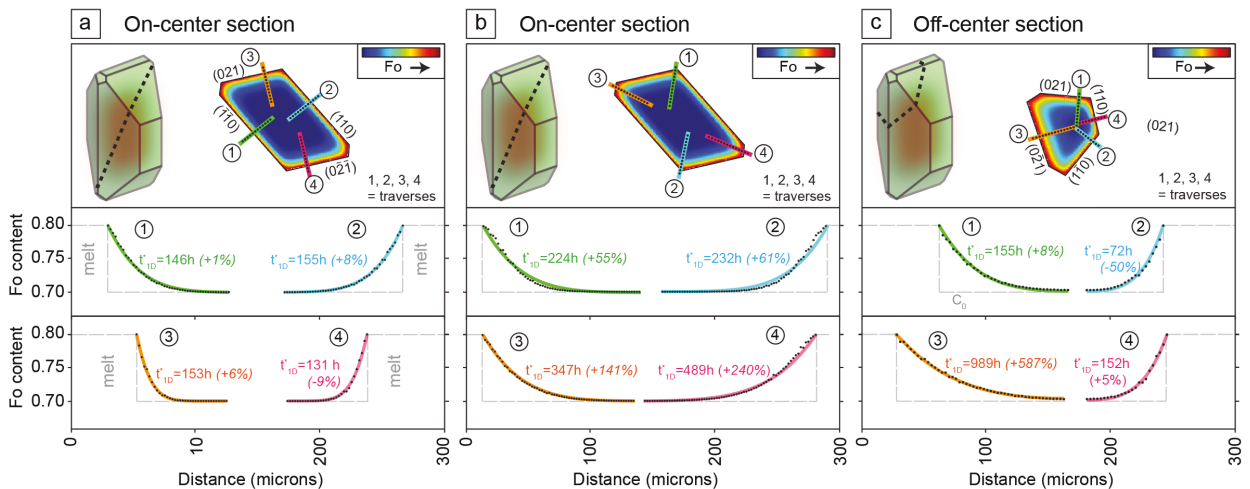 a On-center section
Fo
3
(021)
2
(1̄1̄0)
(110)
1
(02̄1̄)
4
1, 2, 3, 4
= traverses
Fo content
0.80
0.75
0.70
melt
1
2
t*1D=146h (+1%)
t*1D=155h (+8%)
melt
Fo content
0.80
0.75
0.70
melt
3
4
t*1D=153h (+6%)
t*1D=131 h
(-9%)
melt
0 100 200 300
Distance (microns)
b On-center section
Fo
1
3
4
2
1, 2, 3, 4
= traverses
1
2
t*1D=224h (+55%)
t*1D=232h (+61%)
3
4
t*1D=347h (+141%)
t*1D=489h (+240%)
0 100 200 300
Distance (microns)
c Off-center section
Fo
1
(021)
(110)
4
(021)
3
2
(02̄1)
(1̄10)
1, 2, 3, 4
= traverses
1
2
t*1D=155h (+8%)
t*1D=72h
(-50%)
C0
3
4
t*1D=989h (+587%)
t*1D=152h
(+5%)
100 200 300
Distance (microns)